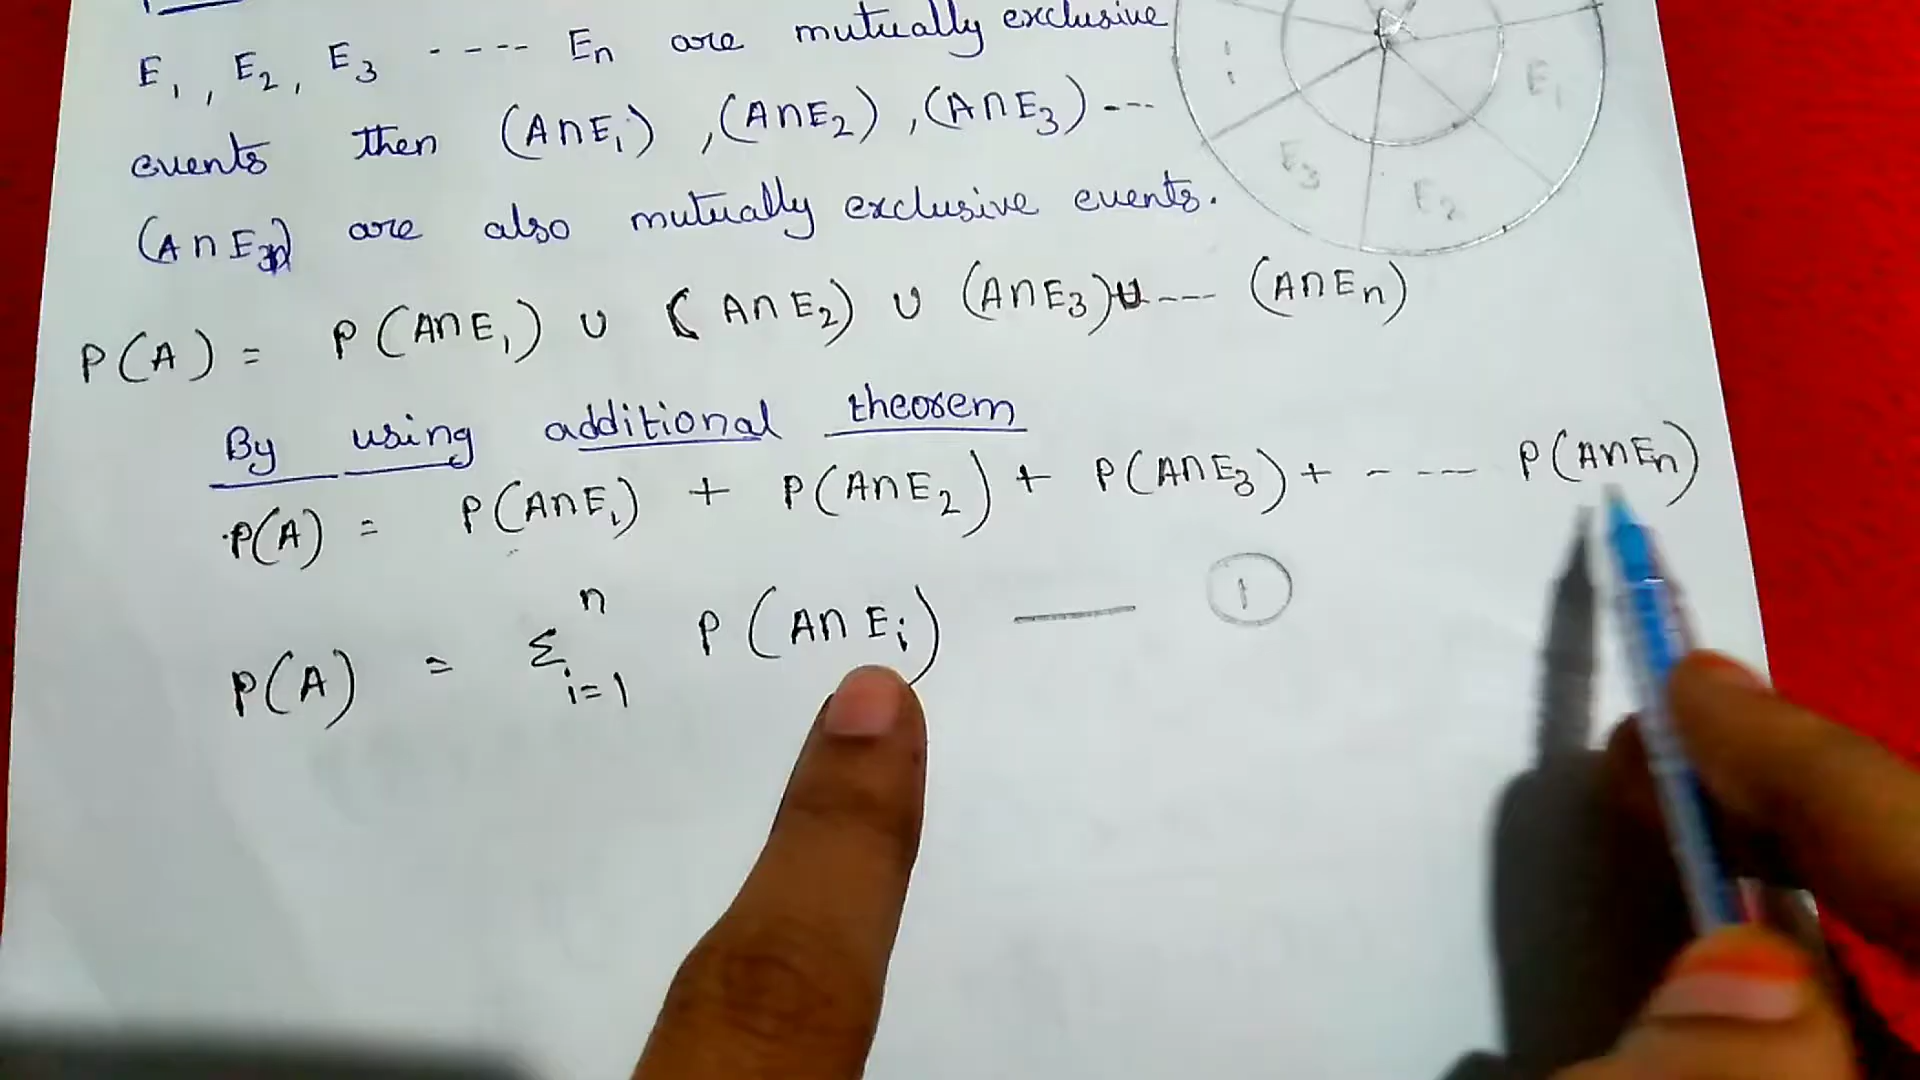 E₁, E₂, E₃ ---- Eₙ are mutually exclusive
events then (A∩E₁), (A∩E₂), (A∩E₃) ---
(A∩Eₙ) are also mutually exclusive events.
P(A) = P(A∩E₁) ∪ (A∩E₂) ∪ (A∩E₃) ∪ --- (A∩Eₙ)
By using additional theorem
P(A) = P(A∩E₁) + P(A∩E₂) + P(A∩E₃) + - --- P(A∩Eₙ)
P(A) = Σⁿᵢ₌₁ P(A∩Eᵢ) —— ①
E₁
E₂
E₃